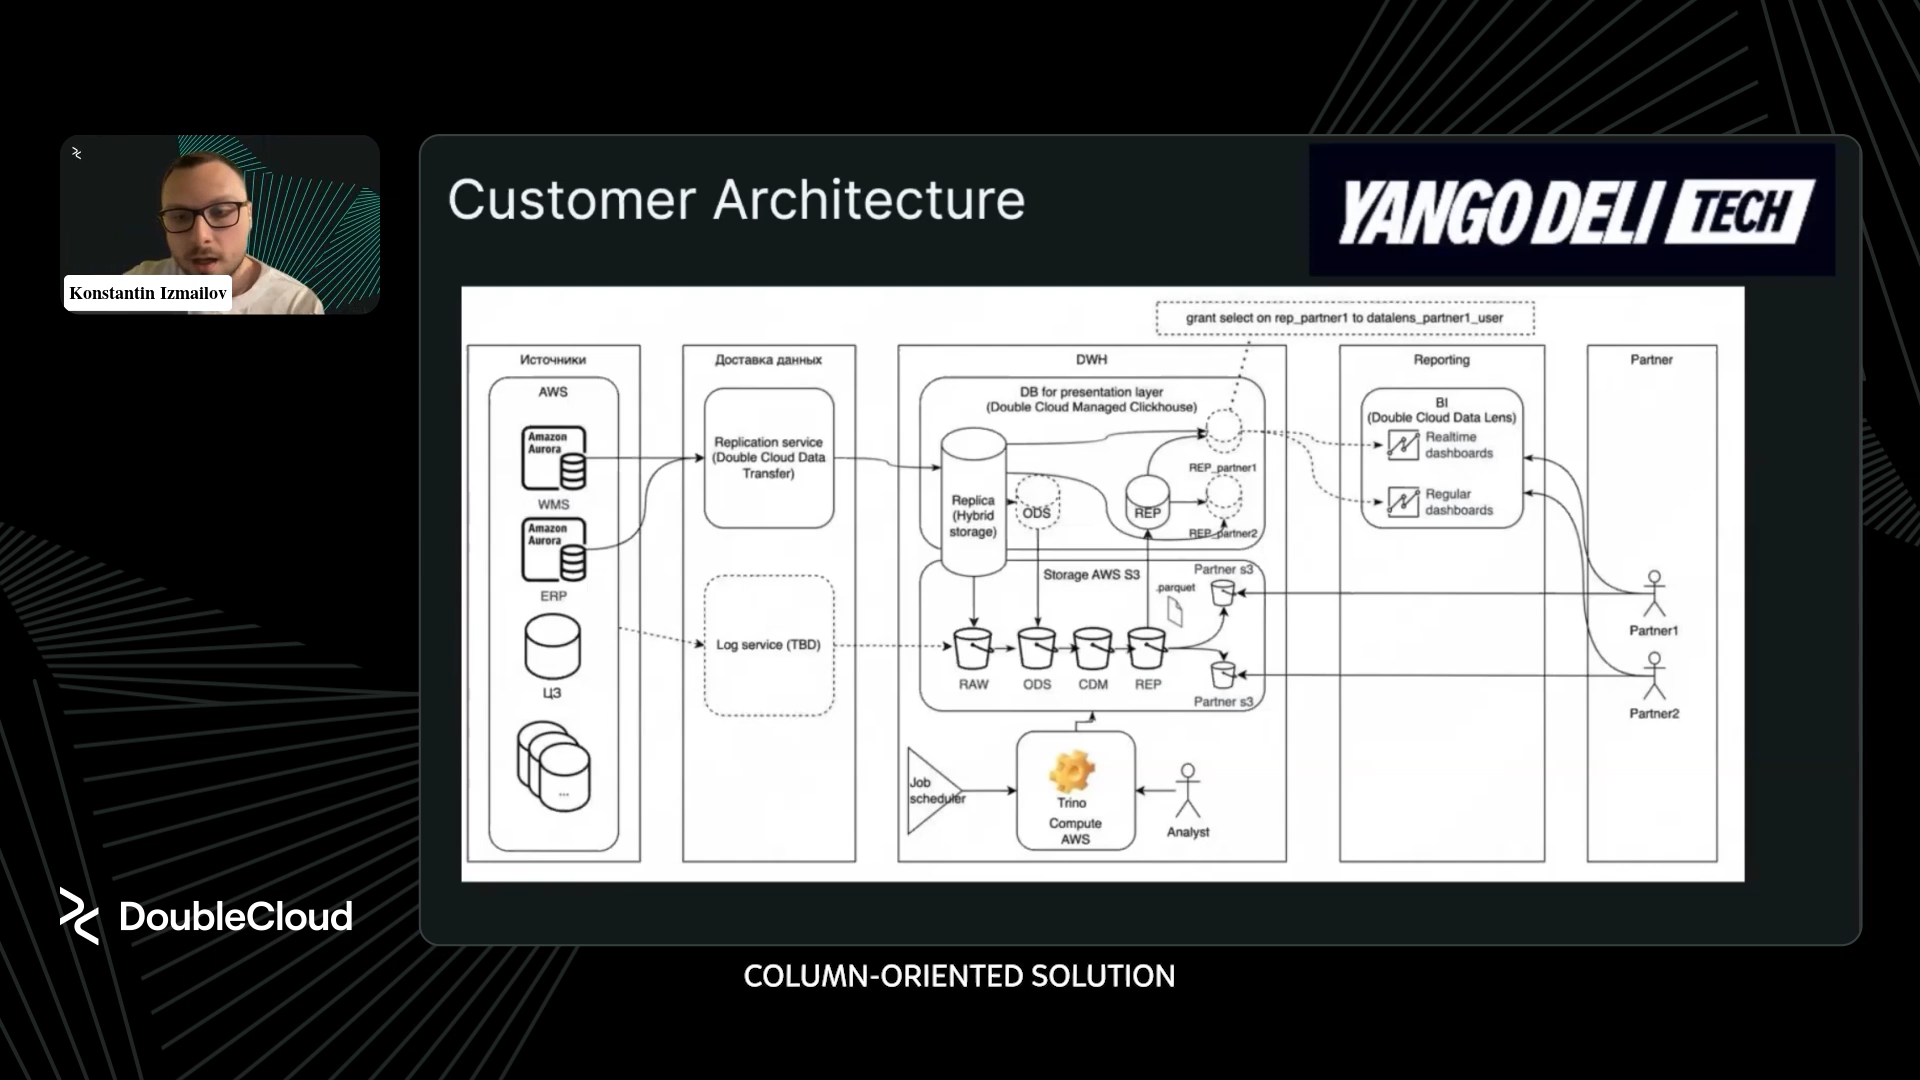 Customer Architecture
YANGO DELI TECH
Konstantin Izmailov
grant select on rep_partner1 to datalens_partner1_user
Источники
AWS
Amazon
Aurora
WMS
Amazon
Aurora
ERP
ЦЗ
...
Доставка данных
Replication service
(Double Cloud Data
Transfer)
Log service (TBD)
DWH
DB for presentation layer
(Double Cloud Managed Clickhouse)
Replica
(Hybrid
storage)
ODS
REP
REP_partner1
REP_partner2
Storage AWS S3
Partner s3
.parquet
RAW
ODS
CDM
REP
Partner s3
Job
scheduler
Trino
Compute
AWS
Analyst
Reporting
BI
(Double Cloud Data Lens)
Realtime
dashboards
Regular
dashboards
Partner
Partner1
Partner2
DoubleCloud
COLUMN-ORIENTED SOLUTION